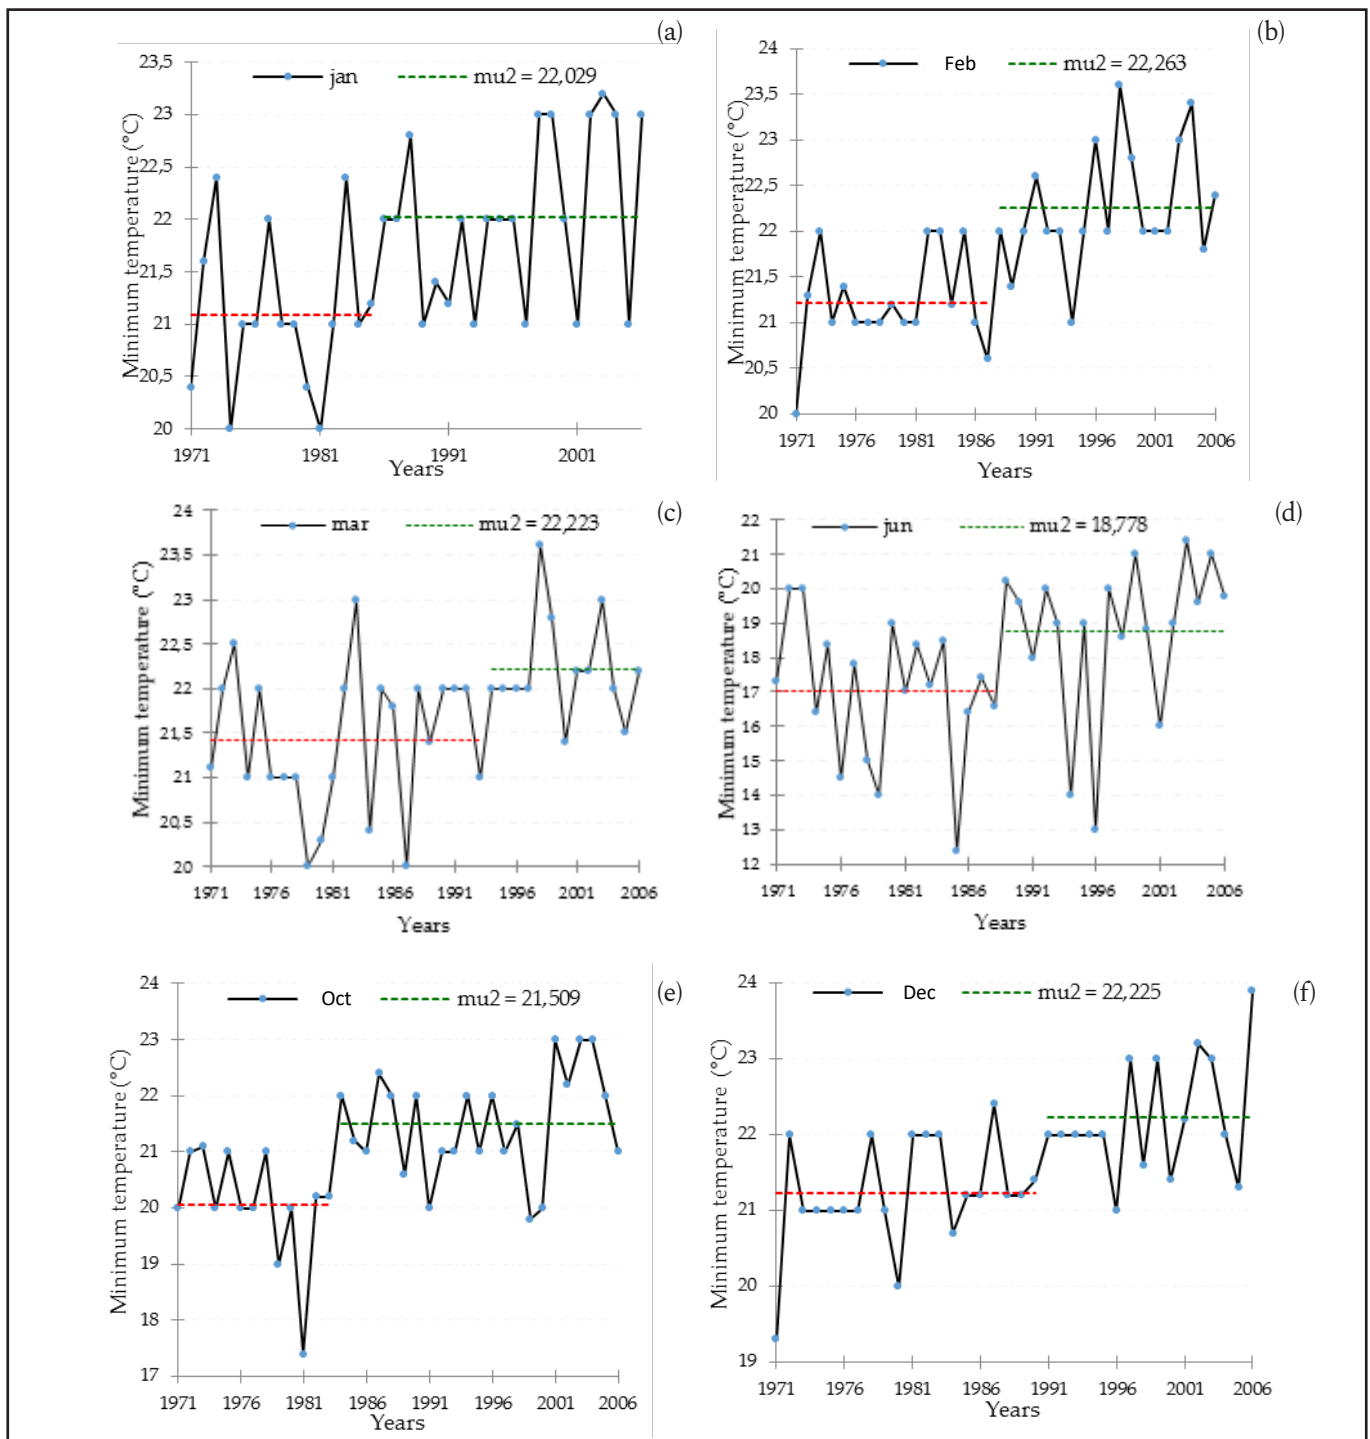 (a)
jan mu2 = 22,029
Minimum temperature (°C)
23,5
23
22,5
22
21,5
21
20,5
20
1971 1981 1991 2001
Years
(b)
Feb mu2 = 22,263
Minimum temperature (°C)
24
23,5
23
22,5
22
21,5
21
20,5
20
1971 1976 1981 1986 1991 1996 2001 2006
Years
(c)
mar mu2 = 22,223
Minimum temperature (°C)
24
23,5
23
22,5
22
21,5
21
20,5
20
1971 1976 1981 1986 1991 1996 2001 2006
Years
(d)
jun mu2 = 18,778
Minimum temperature (°C)
22
21
20
19
18
17
16
15
14
13
12
1971 1976 1981 1986 1991 1996 2001 2006
Years
(e)
Oct mu2 = 21,509
Minimum temperature (°C)
24
23
22
21
20
19
18
17
1971 1976 1981 1986 1991 1996 2001 2006
Years
(f)
Dec mu2 = 22,225
Minimum temperature (°C)
24
23
22
21
20
19
1971 1976 1981 1986 1991 1996 2001 2006
Years